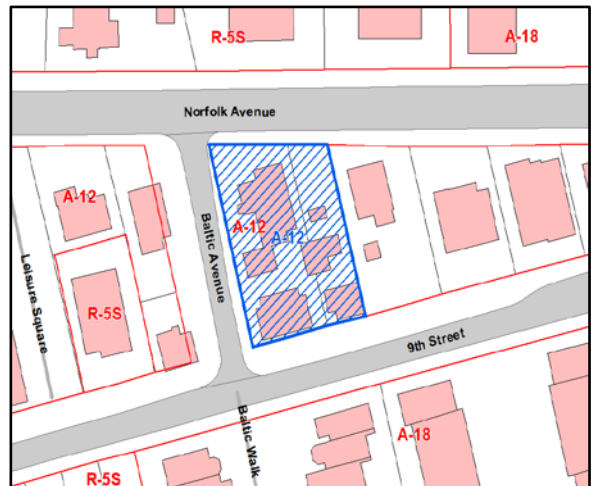 R-5S
A-18
Norfolk Avenue
A-12
A-12
A-12
Baltic Avenue
Leisure Square
R-5S
9th Street
Baltic Walk
A-18
R-5S